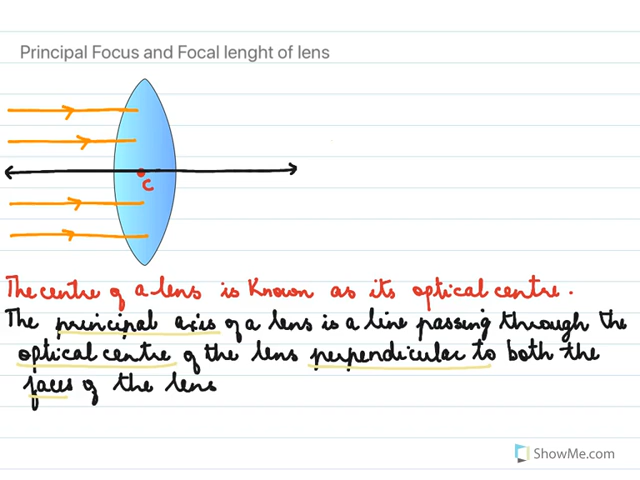 Principal Focus and Focal lenght of lens
C
The centre of a lens is Known as its optical centre.
The principal axis of a lens is a line passing through the
optical centre of the lens perpendicular to both the
faces of the lens
ShowMe.com